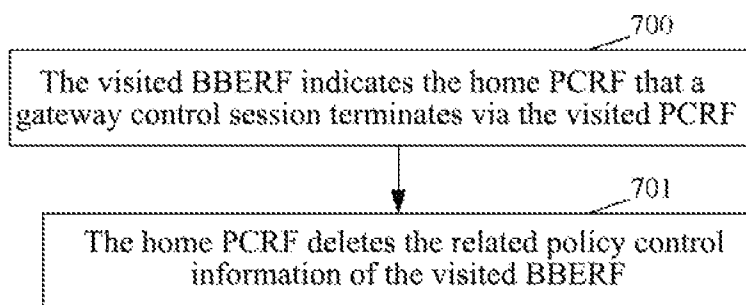 700
The visited BBERF indicates the home PCRF that a
gateway control session terminates via the visited PCRF
701
The home PCRF deletes the related policy control
information of the visited BBERF